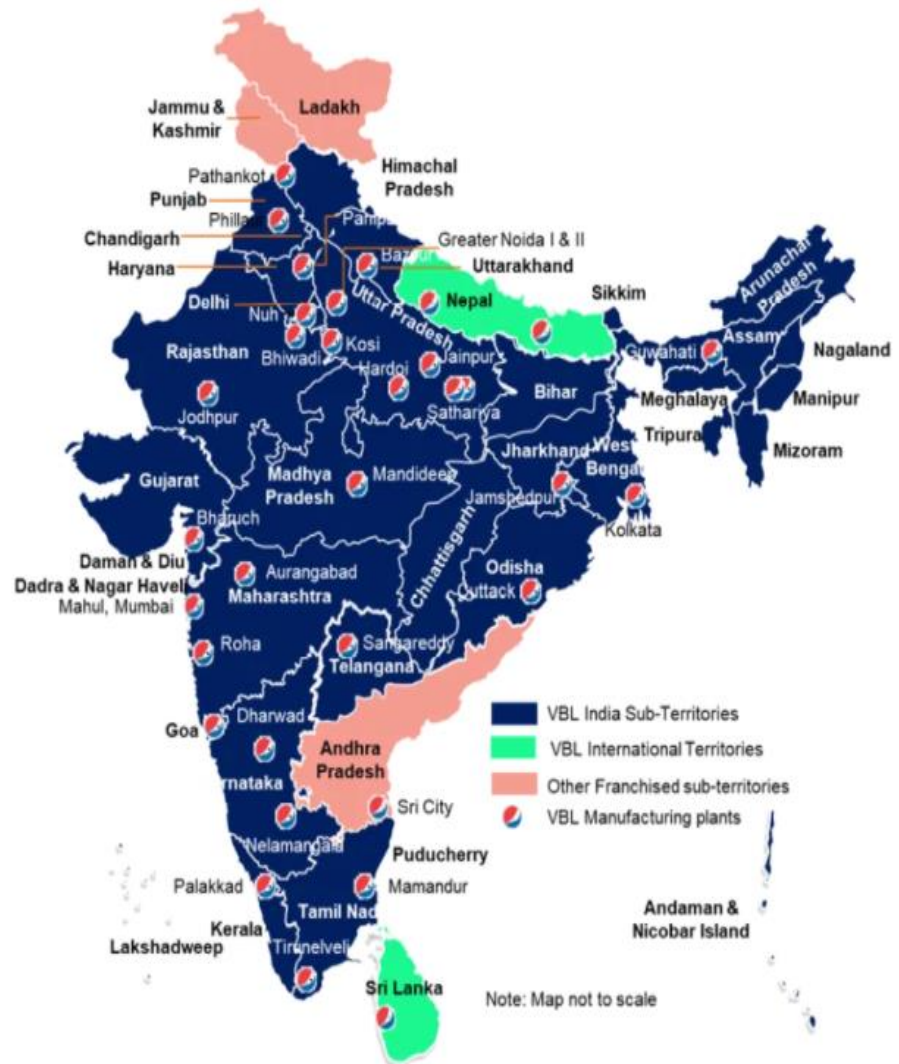 Jammu &
Kashmir
Ladakh
Himachal
Pradesh
Pathankot
Punjab
Chandigarh
Haryana
Greater Noida I & II
Uttarakhand
Nepal
Sikkim
Arunachal
Pradesh
Delhi
Nuh
Uttar Pradesh
Guwahati
Assam
Nagaland
Rajasthan
Bhiwadi
Kosi
Jainpur
Hardoi
Sathariya
Bihar
Meghalaya
Manipur
Jodhpur
Tripura
Mizoram
Gujarat
Madhya
Pradesh
Mandideep
Jharkhand
West
Bengal
Jamshedpur
Kolkata
Bharuch
Chhattisgarh
Daman & Diu
Dadra & Nagar Haveli
Mahul, Mumbai
Aurangabad
Maharashtra
Odisha
Cuttack
Roha
Sangareddy
Telangana
Goa
Dharwad
Andhra
Pradesh
VBL India Sub-Territories
VBL International Territories
Other Franchised sub-territories
VBL Manufacturing plants
rnataka
Sri City
Nelamangala
Puducherry
Palakkad
Mamandur
Kerala
Tamil Nad
Lakshadweep
Tirunelveli
Andaman &
Nicobar Island
Sri Lanka
Note: Map not to scale